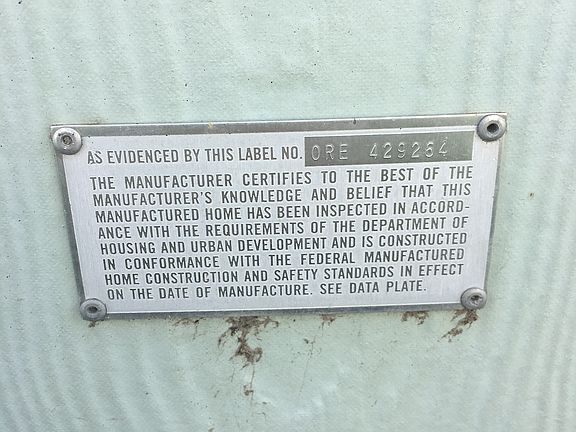 AS EVIDENCED BY THIS LABEL NO. ORE 429264
THE MANUFACTURER CERTIFIES TO THE BEST OF THE
MANUFACTURER'S KNOWLEDGE AND BELIEF THAT THIS
MANUFACTURED HOME HAS BEEN INSPECTED IN ACCORD-
ANCE WITH THE REQUIREMENTS OF THE DEPARTMENT OF
HOUSING AND URBAN DEVELOPMENT AND IS CONSTRUCTED
IN CONFORMANCE WITH THE FEDERAL MANUFACTURED
HOME CONSTRUCTION AND SAFETY STANDARDS IN EFFECT
ON THE DATE OF MANUFACTURE. SEE DATA PLATE.